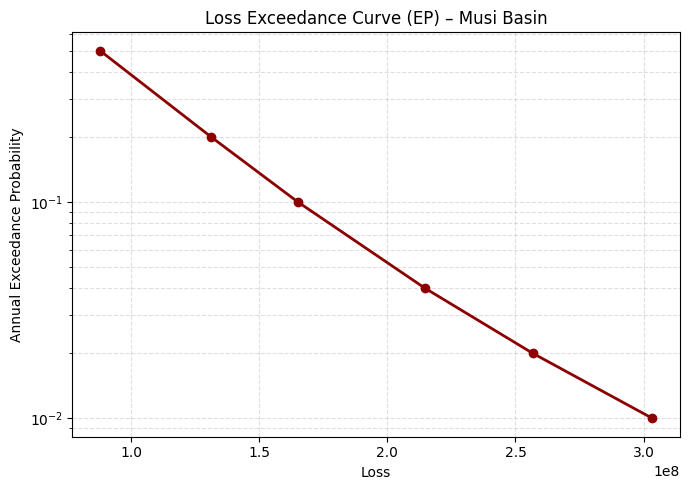 Loss Exceedance Curve (EP) – Musi Basin
Annual Exceedance Probability
10⁻¹
10⁻²
1.0 1.5 2.0 2.5 3.0
1e8
Loss